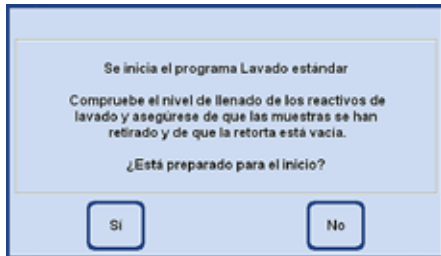 Se inicia el programa Lavado estándar
Compruebe el nivel de llenado de los reactivos de
lavado y asegúrese de que las muestras se han
retirado y de que la retorta está vacía.
¿Está preparado para el inicio?
Sí
No